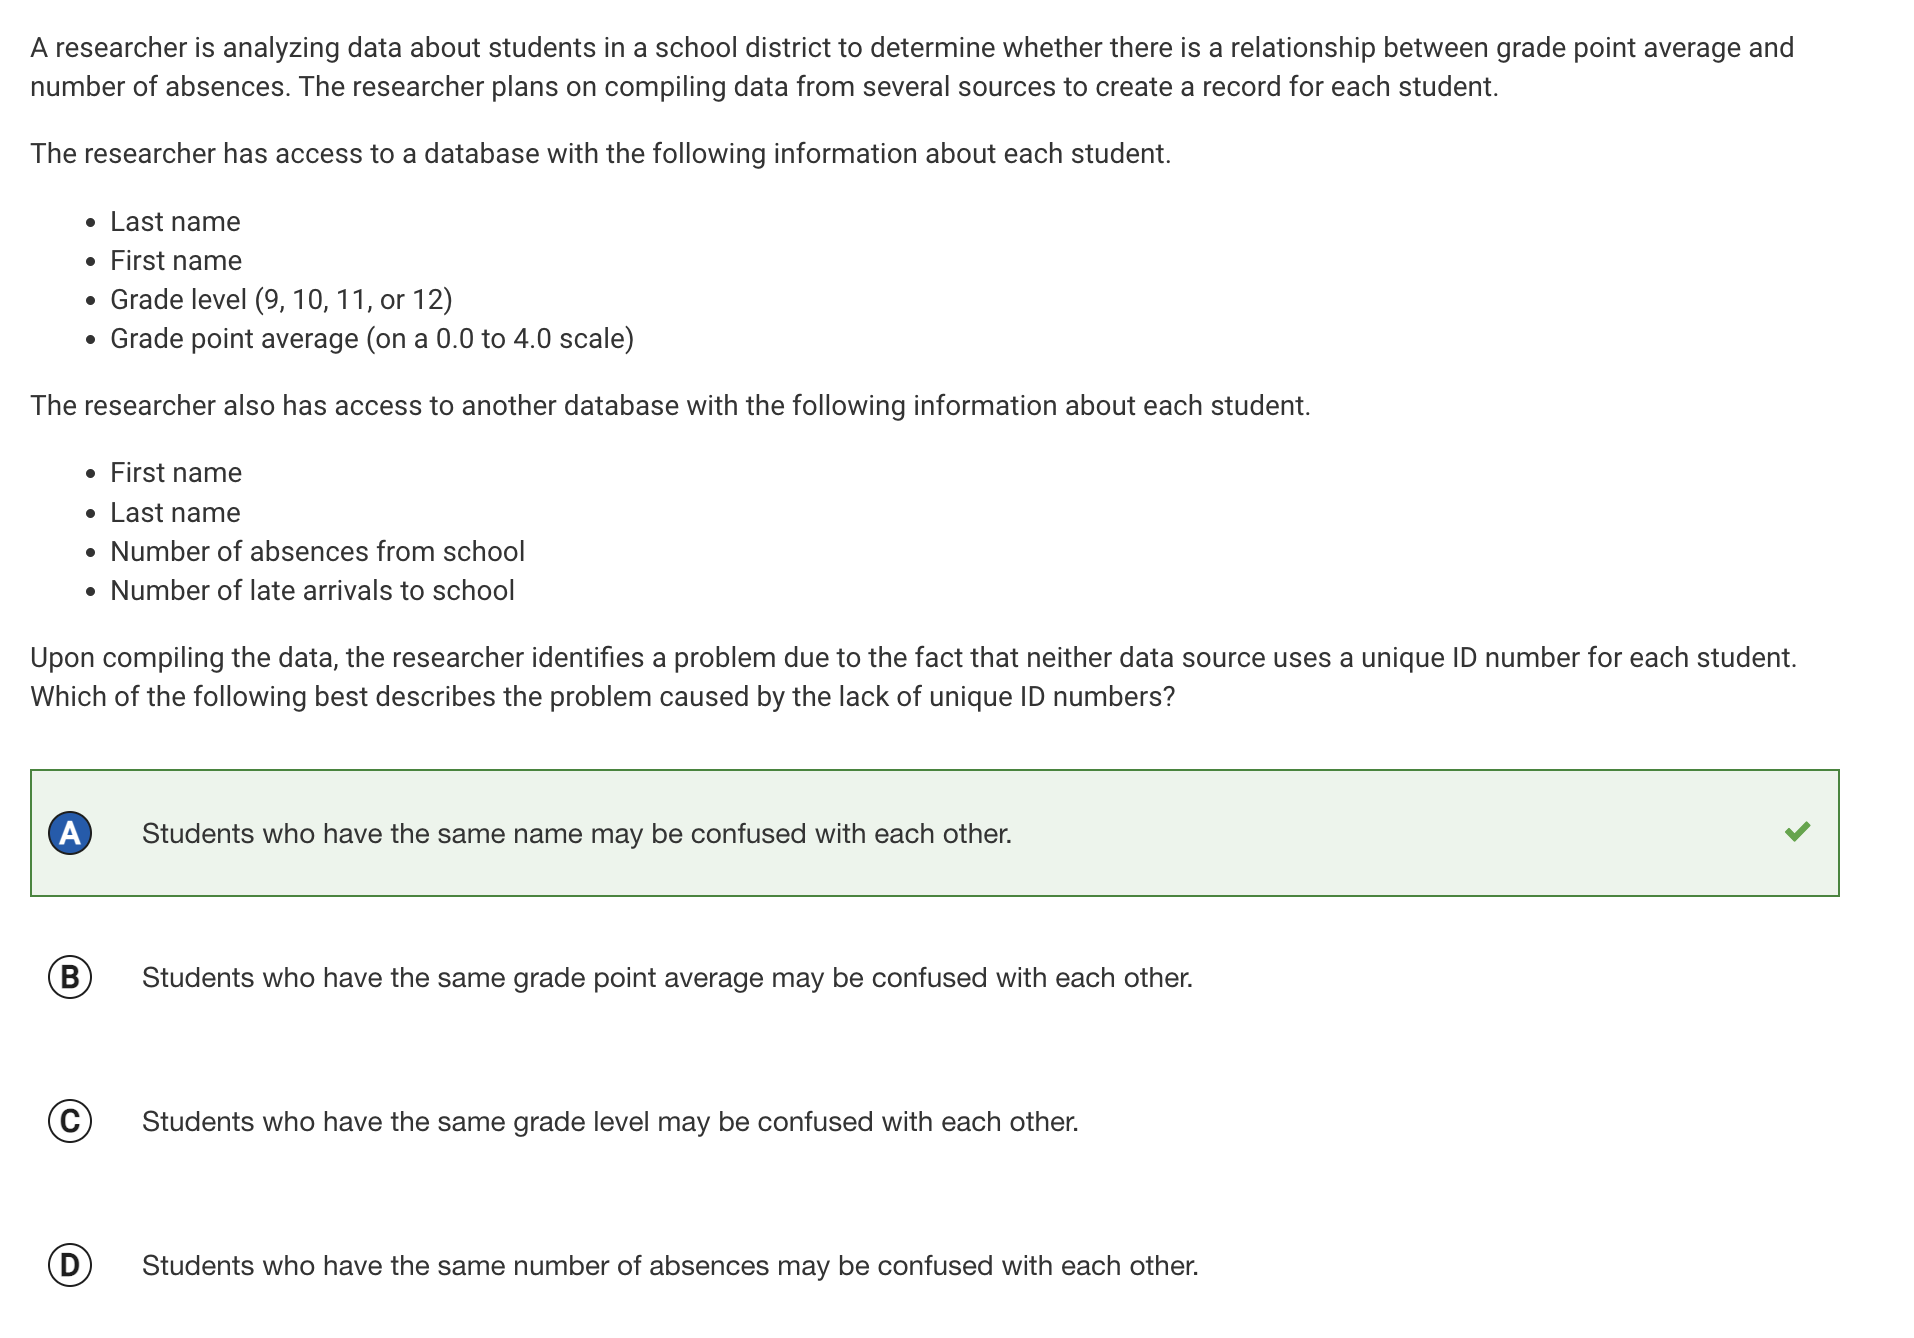 A researcher is analyzing data about students in a school district to determine whether there is a relationship between grade point average and
number of absences. The researcher plans on compiling data from several sources to create a record for each student.
The researcher has access to a database with the following information about each student.
• Last name
• First name
• Grade level (9, 10, 11, or 12)
• Grade point average (on a 0.0 to 4.0 scale)
The researcher also has access to another database with the following information about each student.
• First name
• Last name
• Number of absences from school
• Number of late arrivals to school
Upon compiling the data, the researcher identifies a problem due to the fact that neither data source uses a unique ID number for each student.
Which of the following best describes the problem caused by the lack of unique ID numbers?
A Students who have the same name may be confused with each other.
B Students who have the same grade point average may be confused with each other.
C Students who have the same grade level may be confused with each other.
D Students who have the same number of absences may be confused with each other.